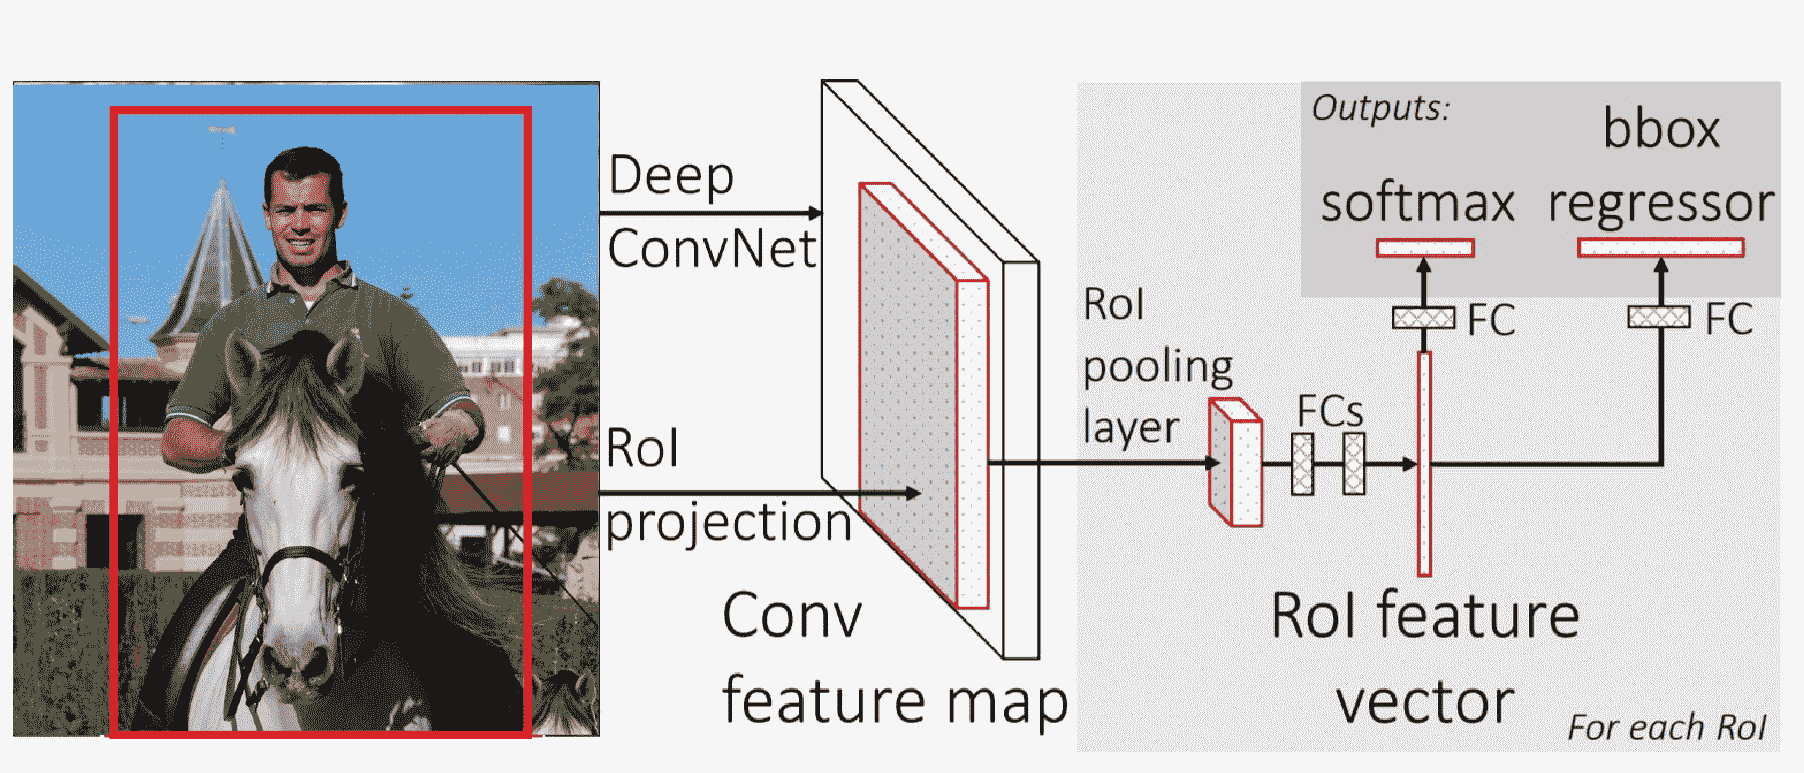 Deep
ConvNet
RoI
projection
Conv
feature map
RoI
pooling
layer
FCs
RoI feature
vector
For each RoI
Outputs:
softmax
bbox
regressor
FC
FC